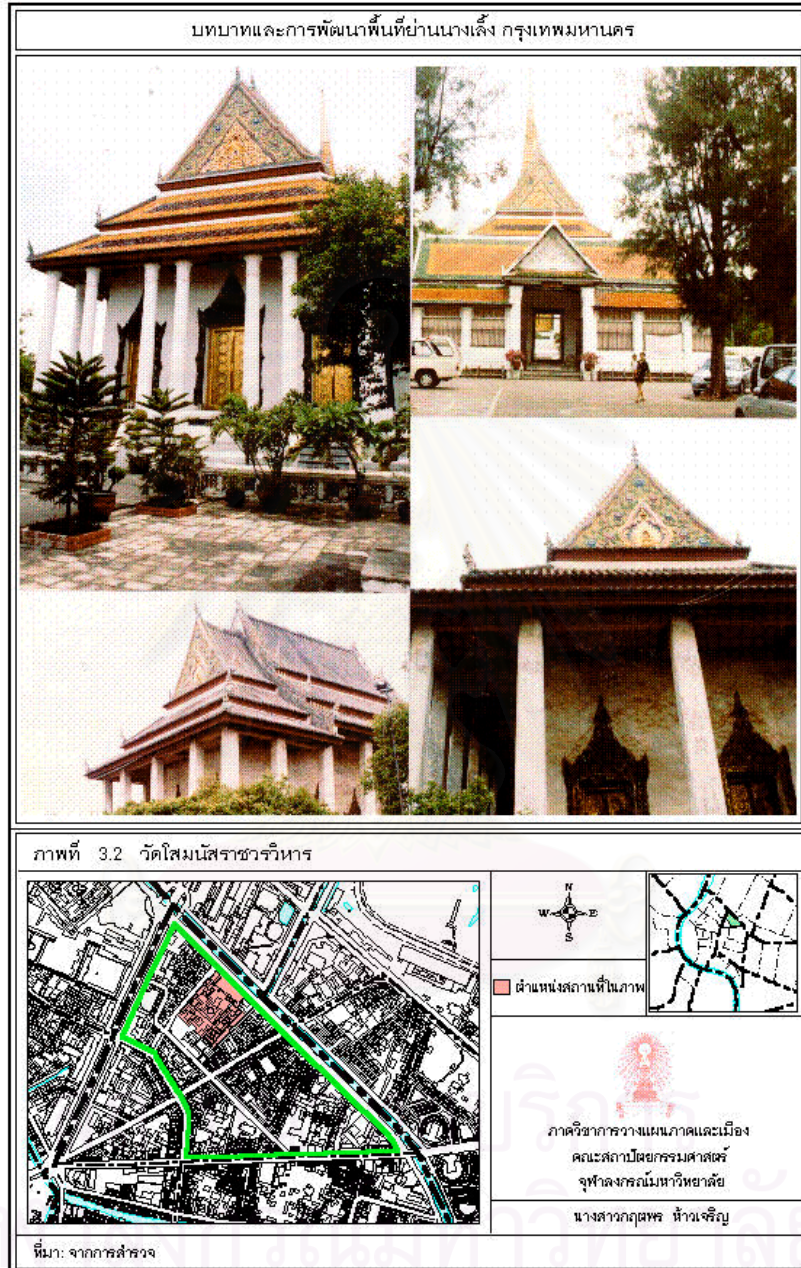 บทบาทและการพัฒนาพื้นที่ย่านนางเลิ้ง กรุงเทพมหานคร
ภาพที่ 3.2 วัดโสมนัสราชวรวิหาร
N
W E
S
ตำแหน่งสถานที่ในภาพ
ภาควิชาการวางแผนภาคและเมือง
คณะสถาปัตยกรรมศาสตร์
จุฬาลงกรณ์มหาวิทยาลัย
นางสาวกฤตพร ห้าวเจริญ
ที่มา: จากการสำรวจ